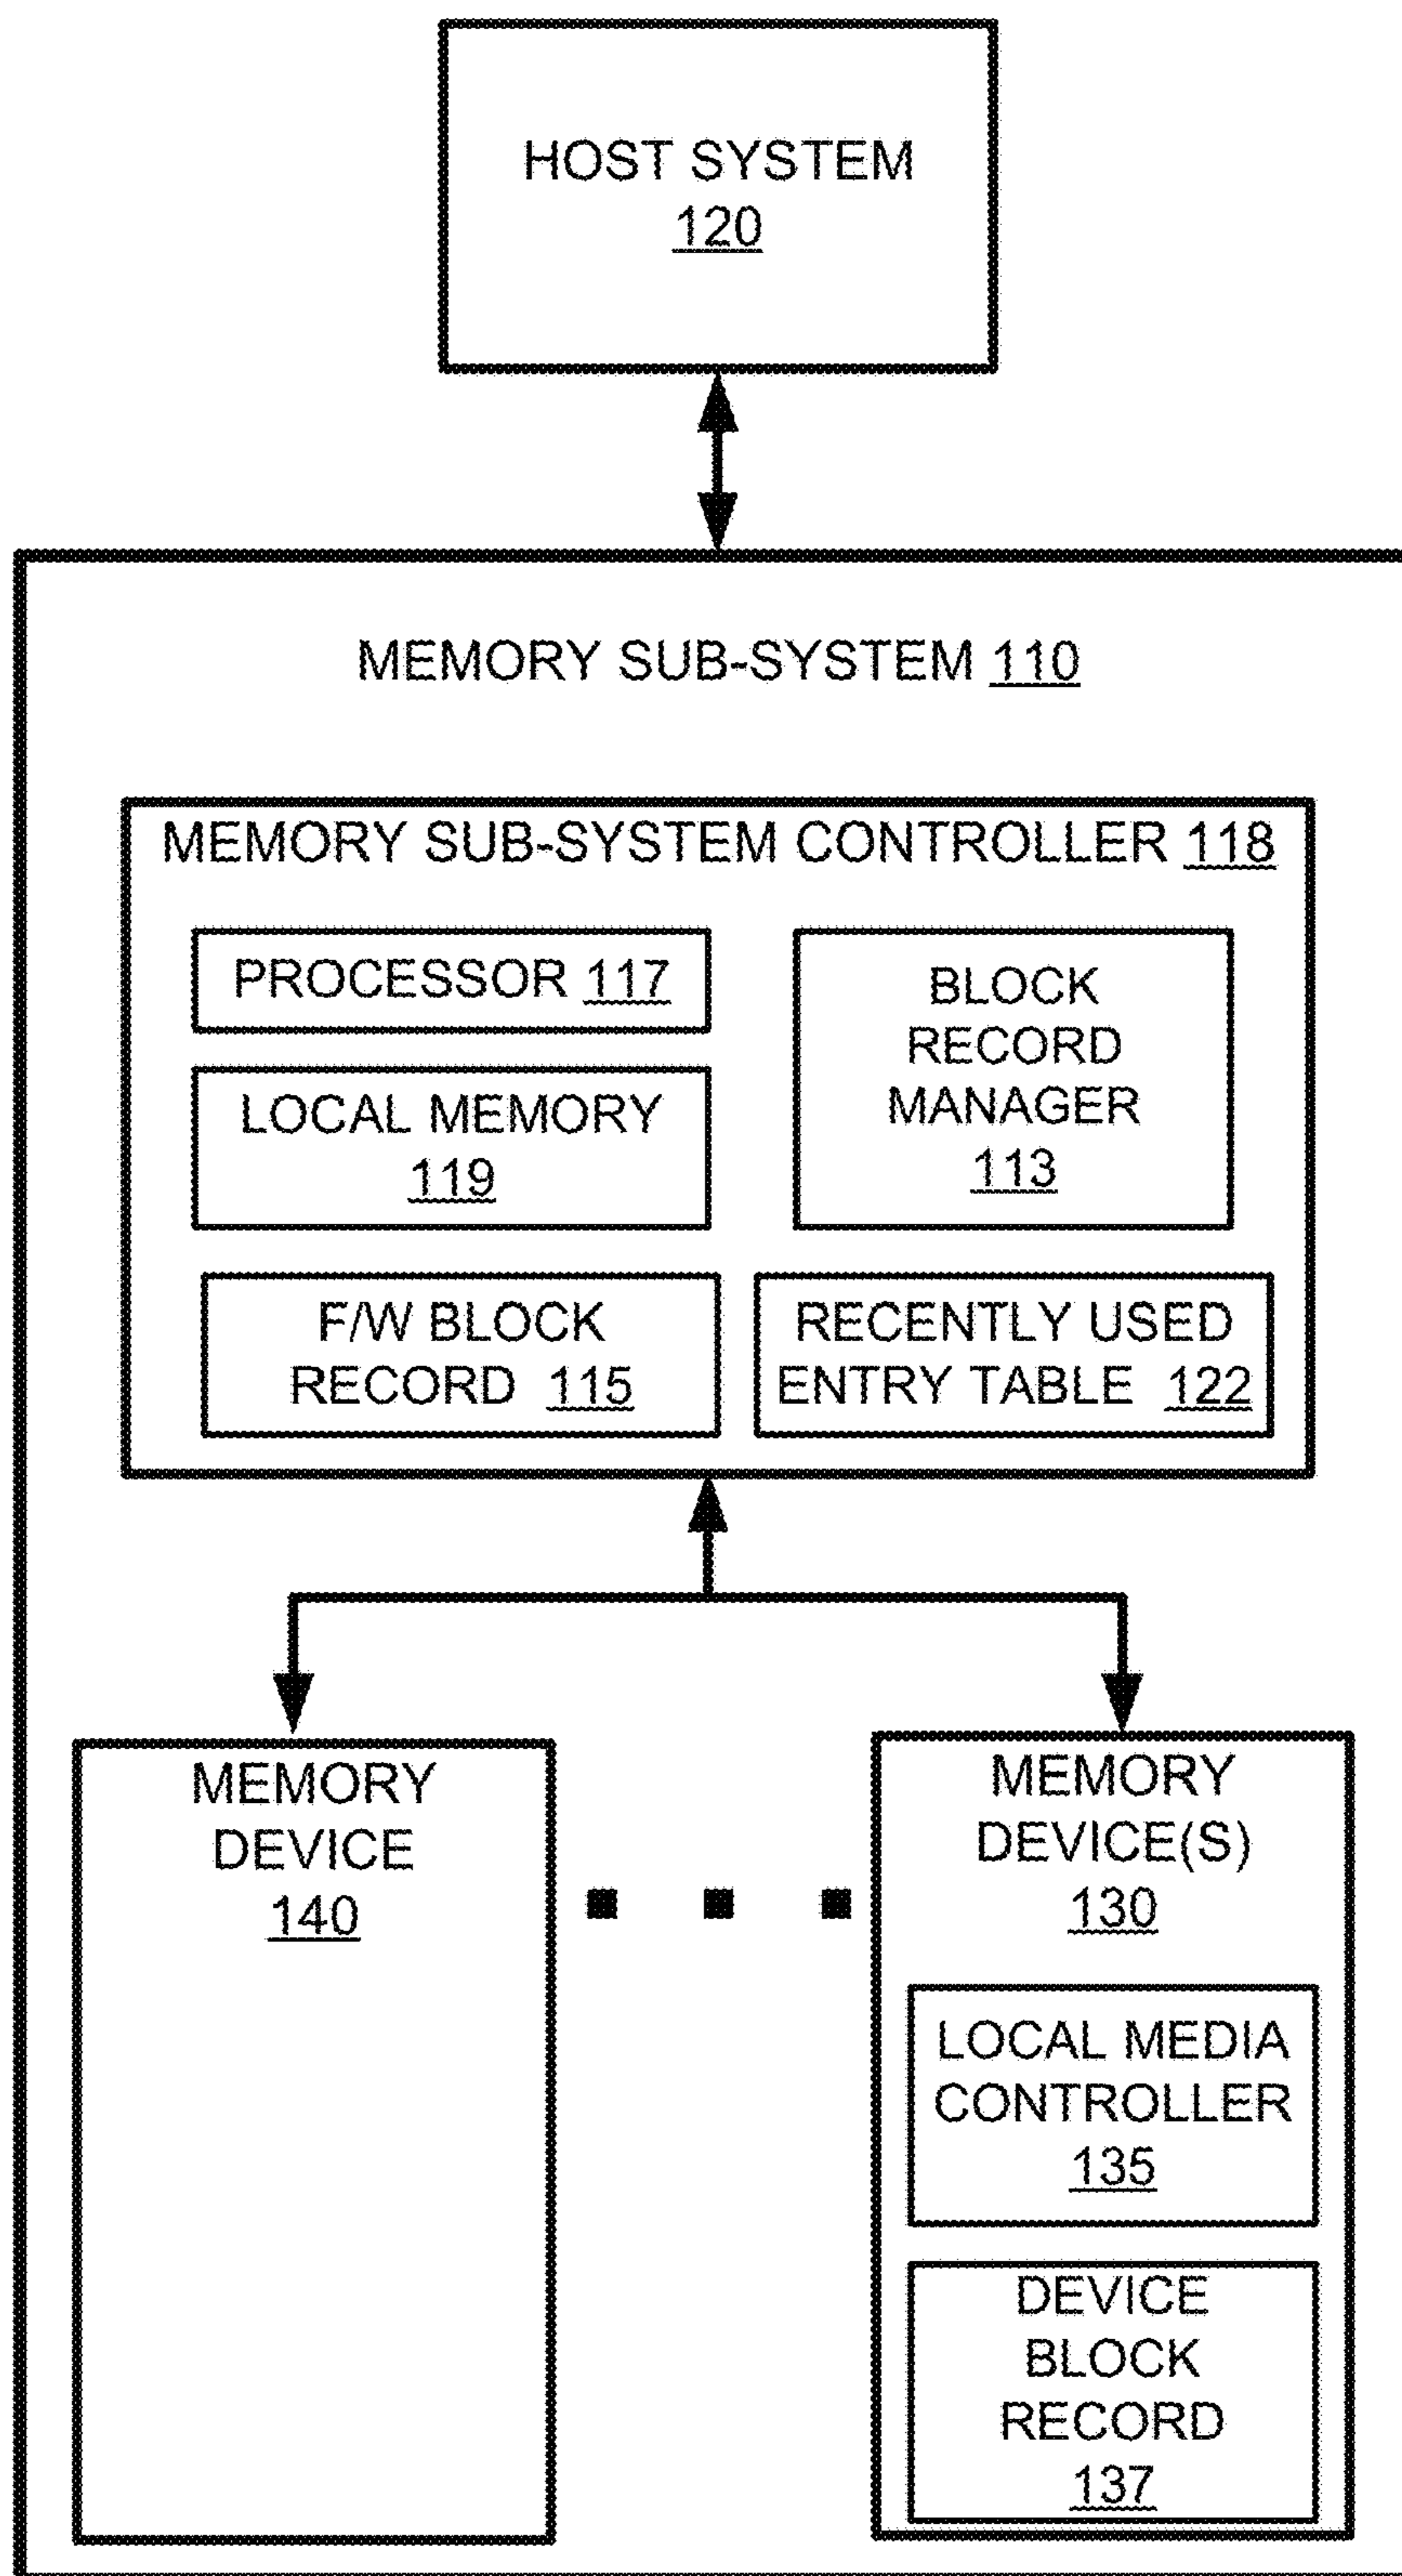 HOST SYSTEM
120
MEMORY SUB-SYSTEM 110
MEMORY SUB-SYSTEM CONTROLLER 118
PROCESSOR 117
LOCAL MEMORY
119
BLOCK
RECORD
MANAGER
113
F/W BLOCK
RECORD 115
RECENTLY USED
ENTRY TABLE 122
MEMORY
DEVICE
140
MEMORY
DEVICE(S)
130
LOCAL MEDIA
CONTROLLER
135
DEVICE
BLOCK
RECORD
137